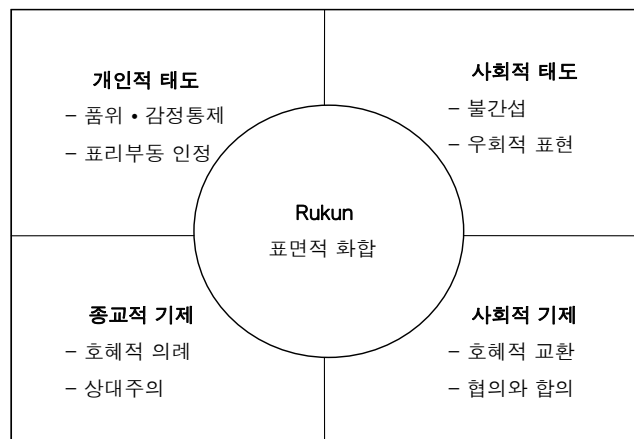 개인적 태도
– 품위 • 감정통제
– 표리부동 인정
사회적 태도
– 불간섭
– 우회적 표현
Rukun
표면적 화합
종교적 기제
– 호혜적 의례
– 상대주의
사회적 기제
– 호혜적 교환
– 협의와 합의